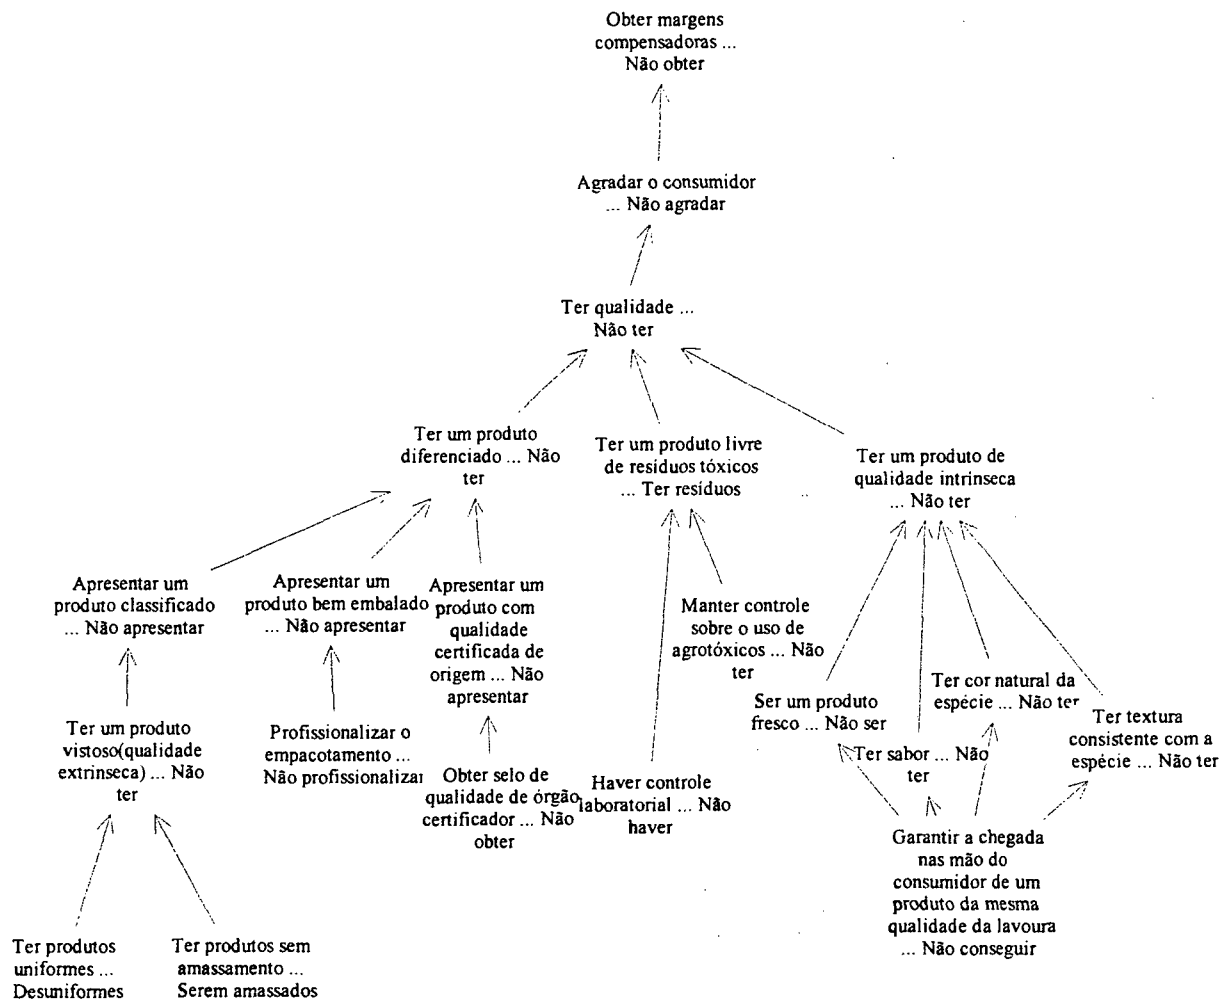 Obter margens
compensadoras ...
Não obter
Agradar o consumidor
... Não agradar
Ter qualidade ...
Não ter
Ter um produto
diferenciado ... Não
ter
Ter um produto livre
de resíduos tóxicos
... Ter resíduos
Ter um produto de
qualidade intrínseca
... Não ter
Apresentar um
produto classificado
... Não apresentar
Apresentar um
produto bem embalado
... Não apresentar
Apresentar um
produto com
qualidade
certificada de
origem ... Não
apresentar
Manter controle
sobre o uso de
agrotóxicos ... Não
ter
Ser um produto
fresco ... Não ser
Ter cor natural da
espécie ... Não ter
Ter textura
consistente com a
espécie ... Não ter
Ter sabor ... Não
ter
Ter um produto
vistoso(qualidade
extrinseca) ... Não
ter
Profissionalizar o
empacotamento ...
Não profissionalizar
Obter selo de
qualidade de órgão
certificador ... Não
obter
Haver controle
laboratorial ... Não
haver
Garantir a chegada
nas mão do
consumidor de um
produto da mesma
qualidade da lavoura
... Não conseguir
Ter produtos
uniformes ...
Desuniformes
Ter produtos sem
amassamento ...
Serem amassados